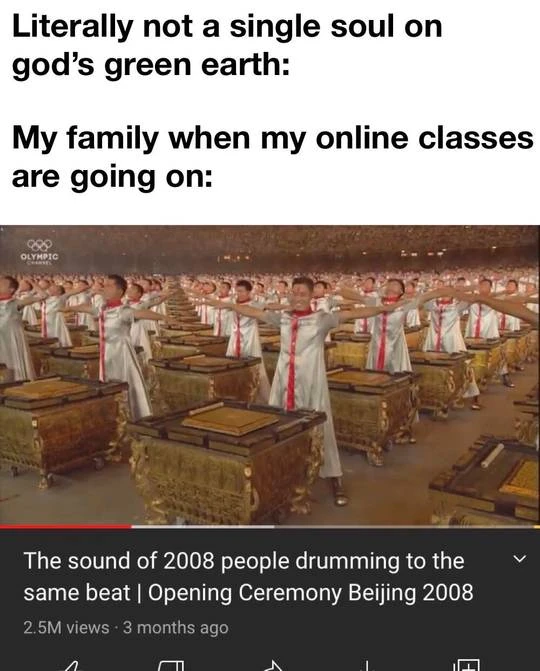 Literally not a single soul on
god’s green earth:
My family when my online classes
are going on:
OLYMPIC
CHANNEL
The sound of 2008 people drumming to the
same beat | Opening Ceremony Beijing 2008
2.5M views · 3 months ago